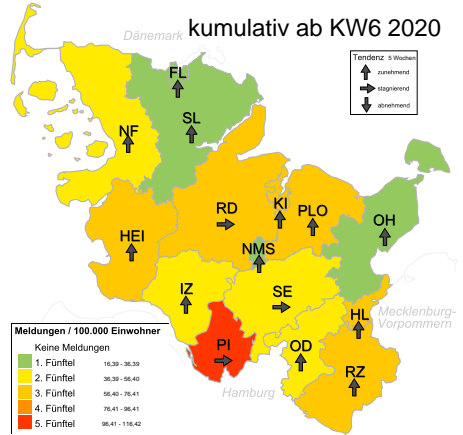 kumulativ ab KW6 2020
Dänemark
Tendenz 5 Wochen
zunehmend
stagnierend
abnehmend
FL
SL
NF
RD
KI
PLO
OH
HEI
NMS
IZ
SE
HL
Mecklenburg-
Vorpommern
PI
OD
RZ
Hamburg
Meldungen / 100.000 Einwohner
Keine Meldungen
1. Fünftel 16,39 - 36,39
2. Fünftel 36,39 - 56,40
3. Fünftel 56,40 - 76,41
4. Fünftel 76,41 - 96,41
5. Fünftel 96,41 - 116,42